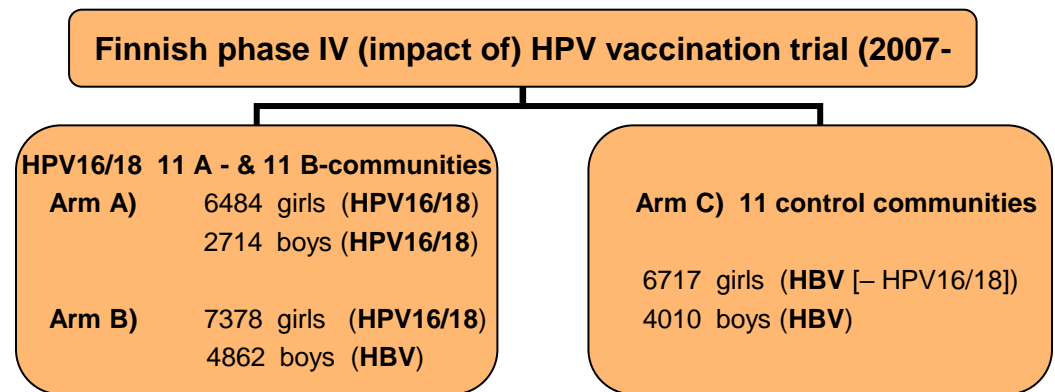 Finnish phase IV (impact of) HPV vaccination trial (2007-
HPV16/18 11 A - & 11 B-communities
Arm A) 6484 girls (HPV16/18)
2714 boys (HPV16/18)
Arm B) 7378 girls (HPV16/18)
4862 boys (HBV)
Arm C) 11 control communities
6717 girls (HBV [– HPV16/18])
4010 boys (HBV)